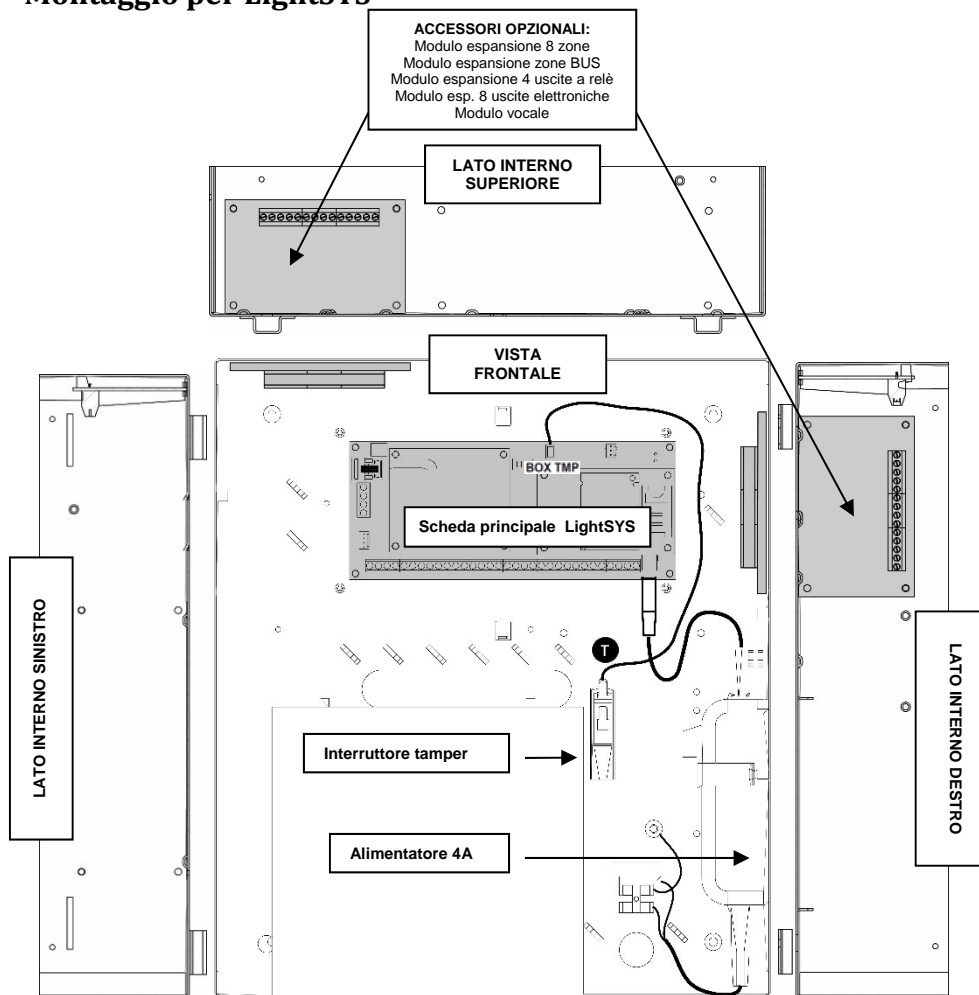 Montaggio per LightSYS
ACCESSORI OPZIONALI:
Modulo espansione 8 zone
Modulo espansione zone BUS
Modulo espansione 4 uscite a relè
Modulo esp. 8 uscite elettroniche
Modulo vocale
LATO INTERNO
SUPERIORE
VISTA
FRONTALE
BOX TMP
Scheda principale LightSYS
T
LATO INTERNO SINISTRO
LATO INTERNO DESTRO
Interruttore tamper
Alimentatore 4A